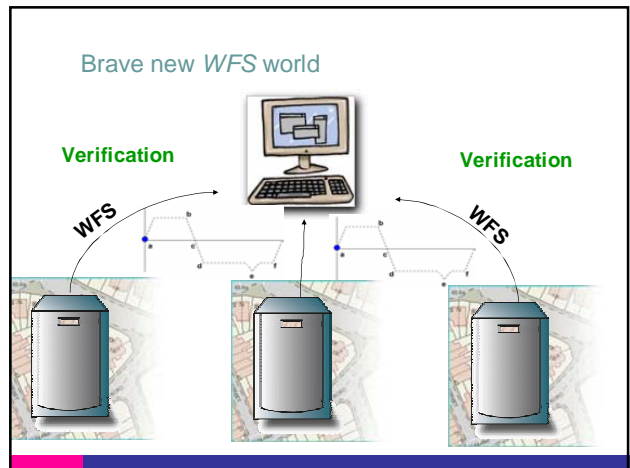 Brave new WFS world
Verification
Verification
WFS
WFS
b
a
c
d
e
f
b
a
c
d
e
f